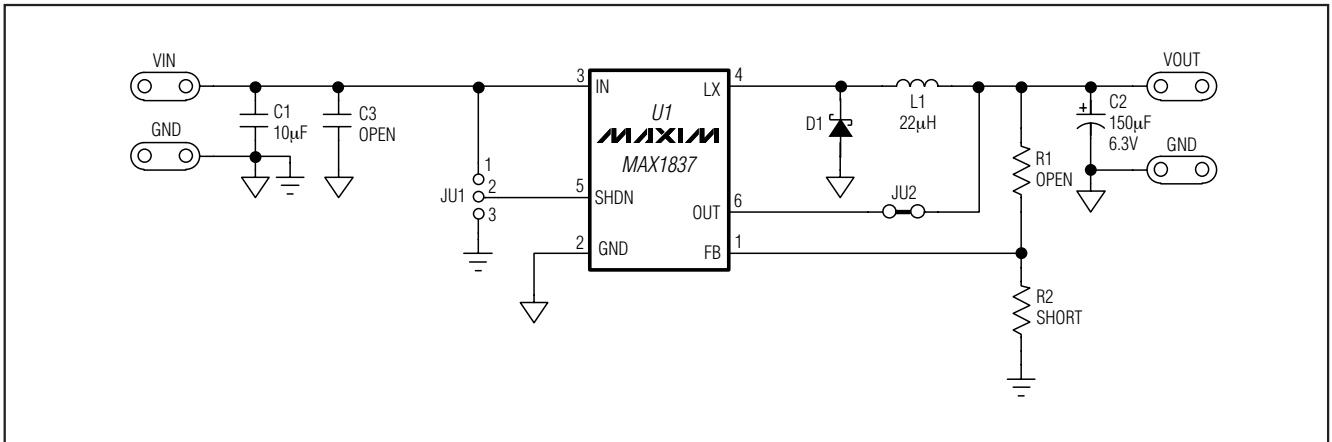 VIN
GND
C1
10µF
C3
OPEN
JU1
1
2
3
3
IN
5
SHDN
2
GND
U1
MAXIM
MAX1837
4
LX
6
OUT
1
FB
D1
L1
22µH
JU2
R1
OPEN
R2
SHORT
+
C2
150µF
6.3V
VOUT
GND